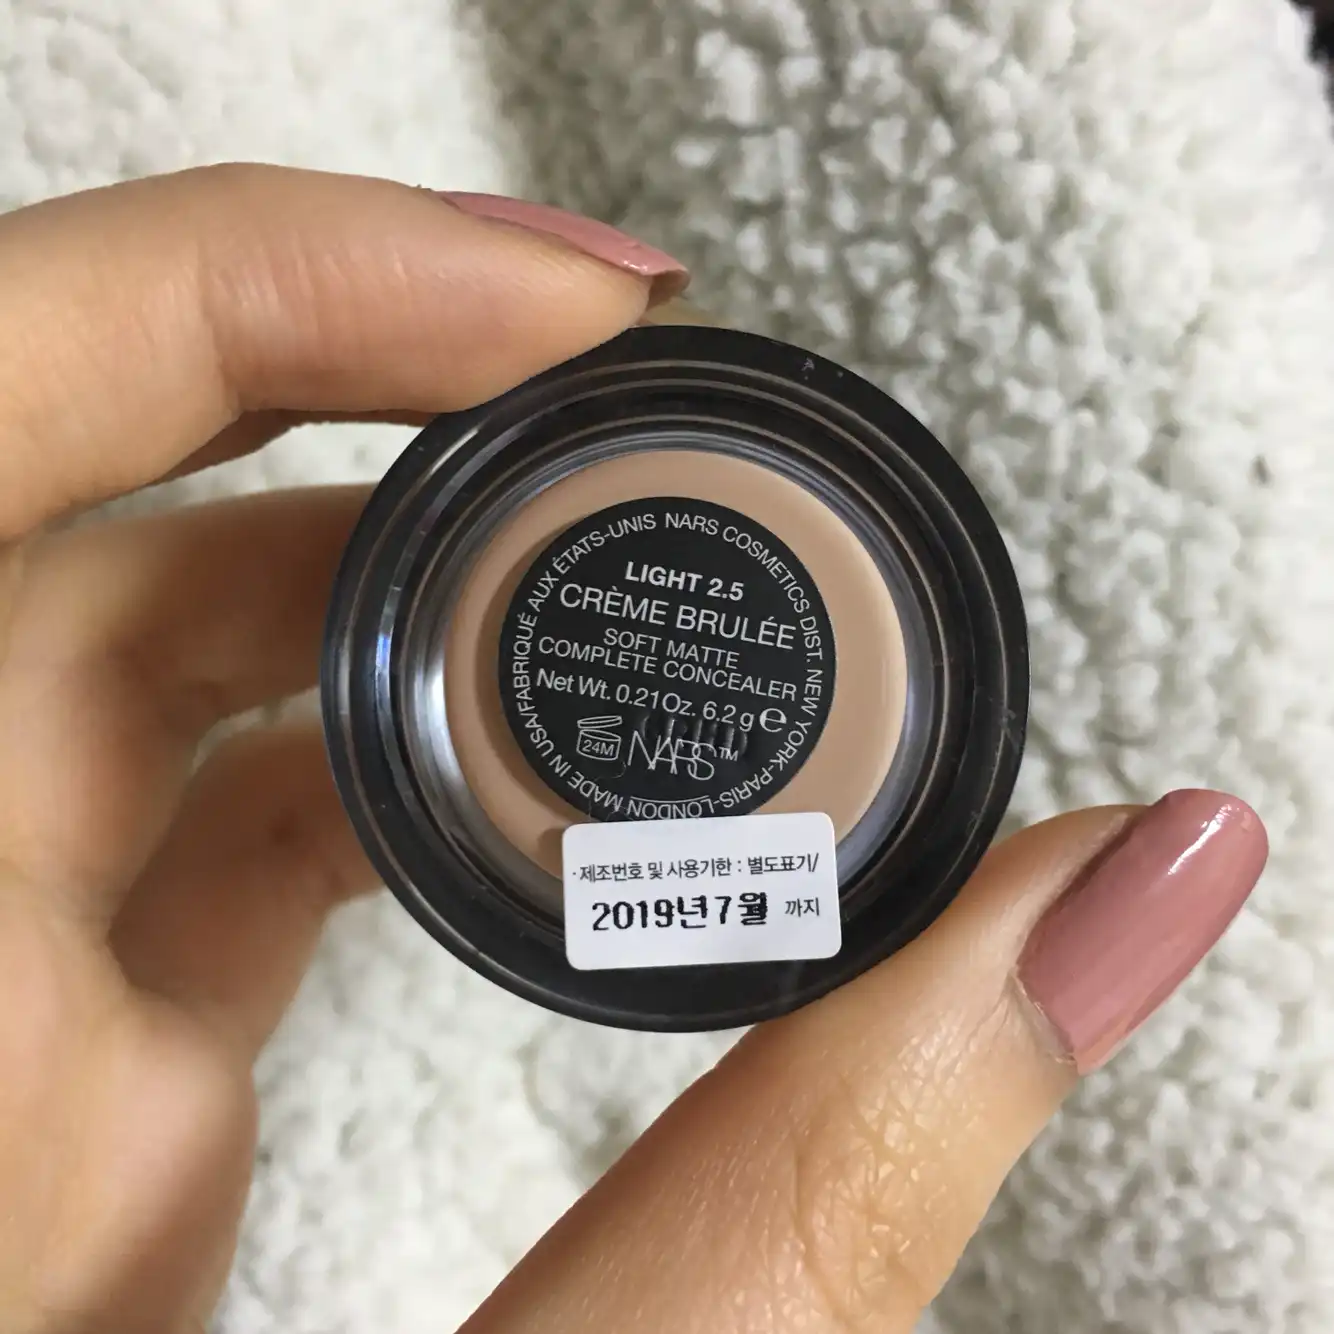 LIGHT 2.5
CRÈME BRULÉE
SOFT MATTE
COMPLETE CONCEALER
Net Wt. 0.21 Oz. 6.2 g ℮
24M NARS™
NARS COSMETICS DIST. NEW YORK-PARIS-LONDON MADE IN USA/FABRIQUÉ AUX ÉTATS-UNIS
· 제조번호 및 사용기한 : 별도표기/
2019년 7월 까지